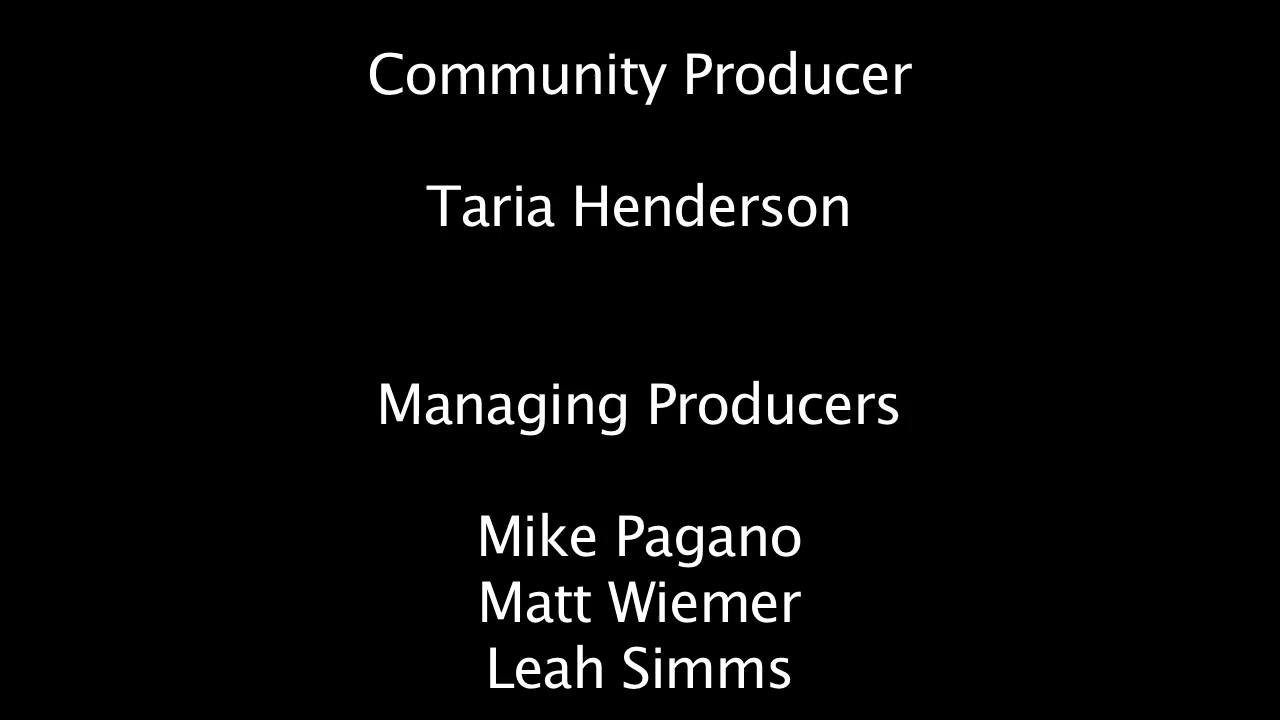 Community Producer
Taria Henderson
Managing Producers
Mike Pagano
Matt Wiemer
Leah Simms